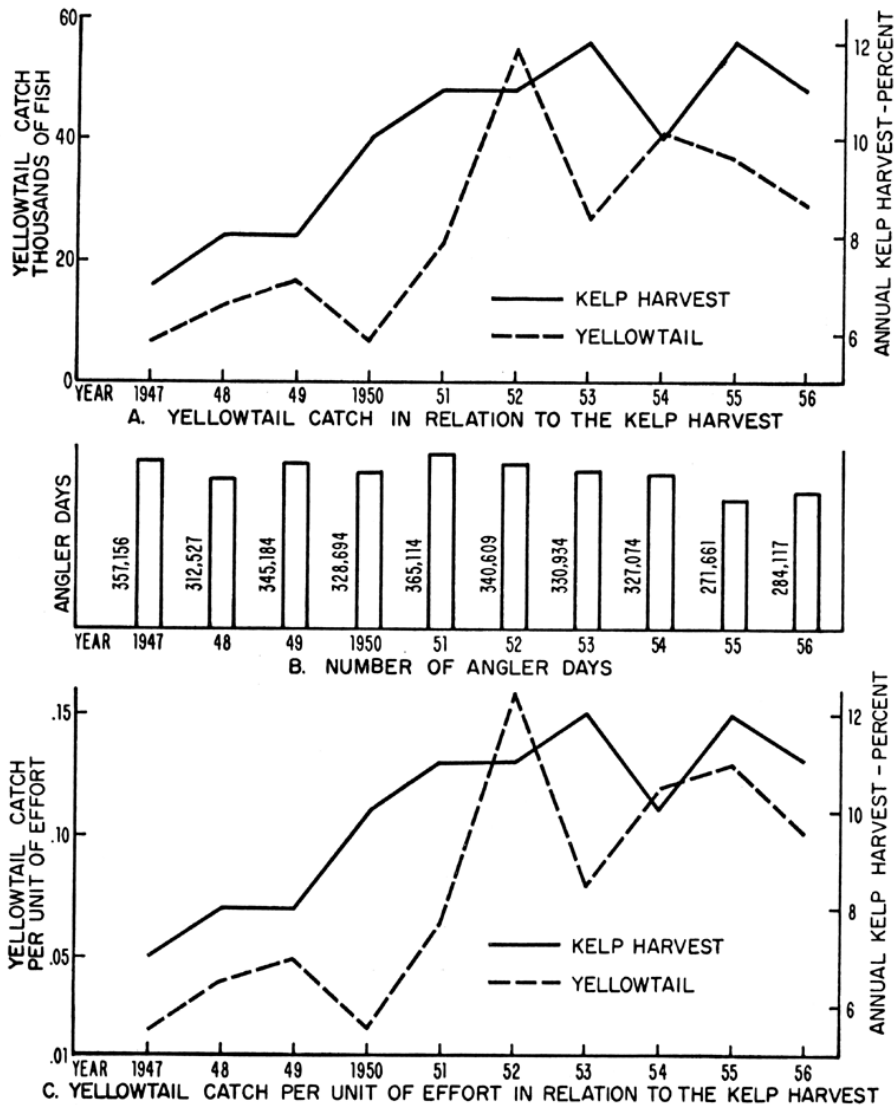 60
40
20
0
YELLOWTAIL CATCH
THOUSANDS OF FISH
12
10
8
6
ANNUAL KELP HARVEST-PERCENT
KELP HARVEST
YELLOWTAIL
YEAR 1947 48 49 1950 51 52 53 54 55 56
A. YELLOWTAIL CATCH IN RELATION TO THE KELP HARVEST
ANGLER DAYS
357,156
312,527
345,184
328,694
365,114
340,609
330,934
327,074
271,661
284,117
YEAR 1947 48 49 1950 51 52 53 54 55 56
B. NUMBER OF ANGLER DAYS
.15
.10
.05
.01
YELLOWTAIL CATCH
PER UNIT OF EFFORT
12
10
8
6
ANNUAL KELP HARVEST - PERCENT
KELP HARVEST
YELLOWTAIL
YEAR 1947 48 49 1950 51 52 53 54 55 56
C. YELLOWTAIL CATCH PER UNIT OF EFFORT IN RELATION TO THE KELP HARVEST